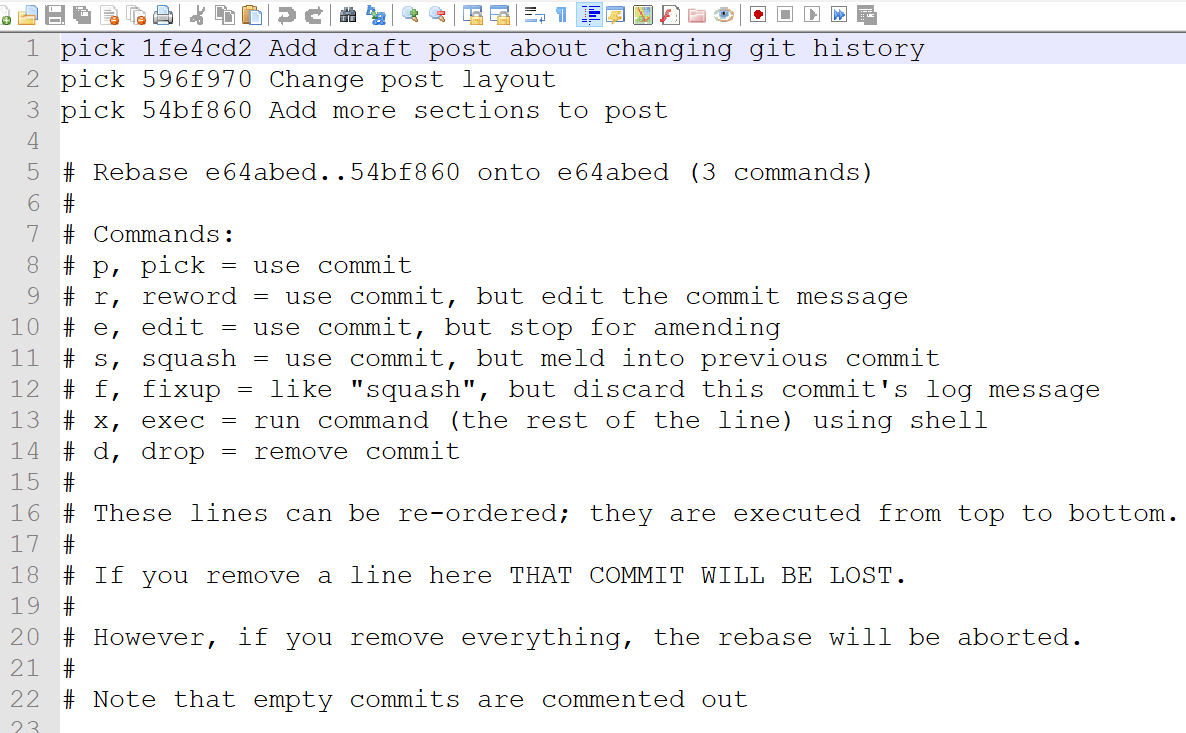 1 pick 1fe4cd2 Add draft post about changing git history
2 pick 596f970 Change post layout
3 pick 54bf860 Add more sections to post
4
5 # Rebase e64abed..54bf860 onto e64abed (3 commands)
6 #
7 # Commands:
8 # p, pick = use commit
9 # r, reword = use commit, but edit the commit message
10 # e, edit = use commit, but stop for amending
11 # s, squash = use commit, but meld into previous commit
12 # f, fixup = like "squash", but discard this commit's log message
13 # x, exec = run command (the rest of the line) using shell
14 # d, drop = remove commit
15 #
16 # These lines can be re-ordered; they are executed from top to bottom.
17 #
18 # If you remove a line here THAT COMMIT WILL BE LOST.
19 #
20 # However, if you remove everything, the rebase will be aborted.
21 #
22 # Note that empty commits are commented out
23